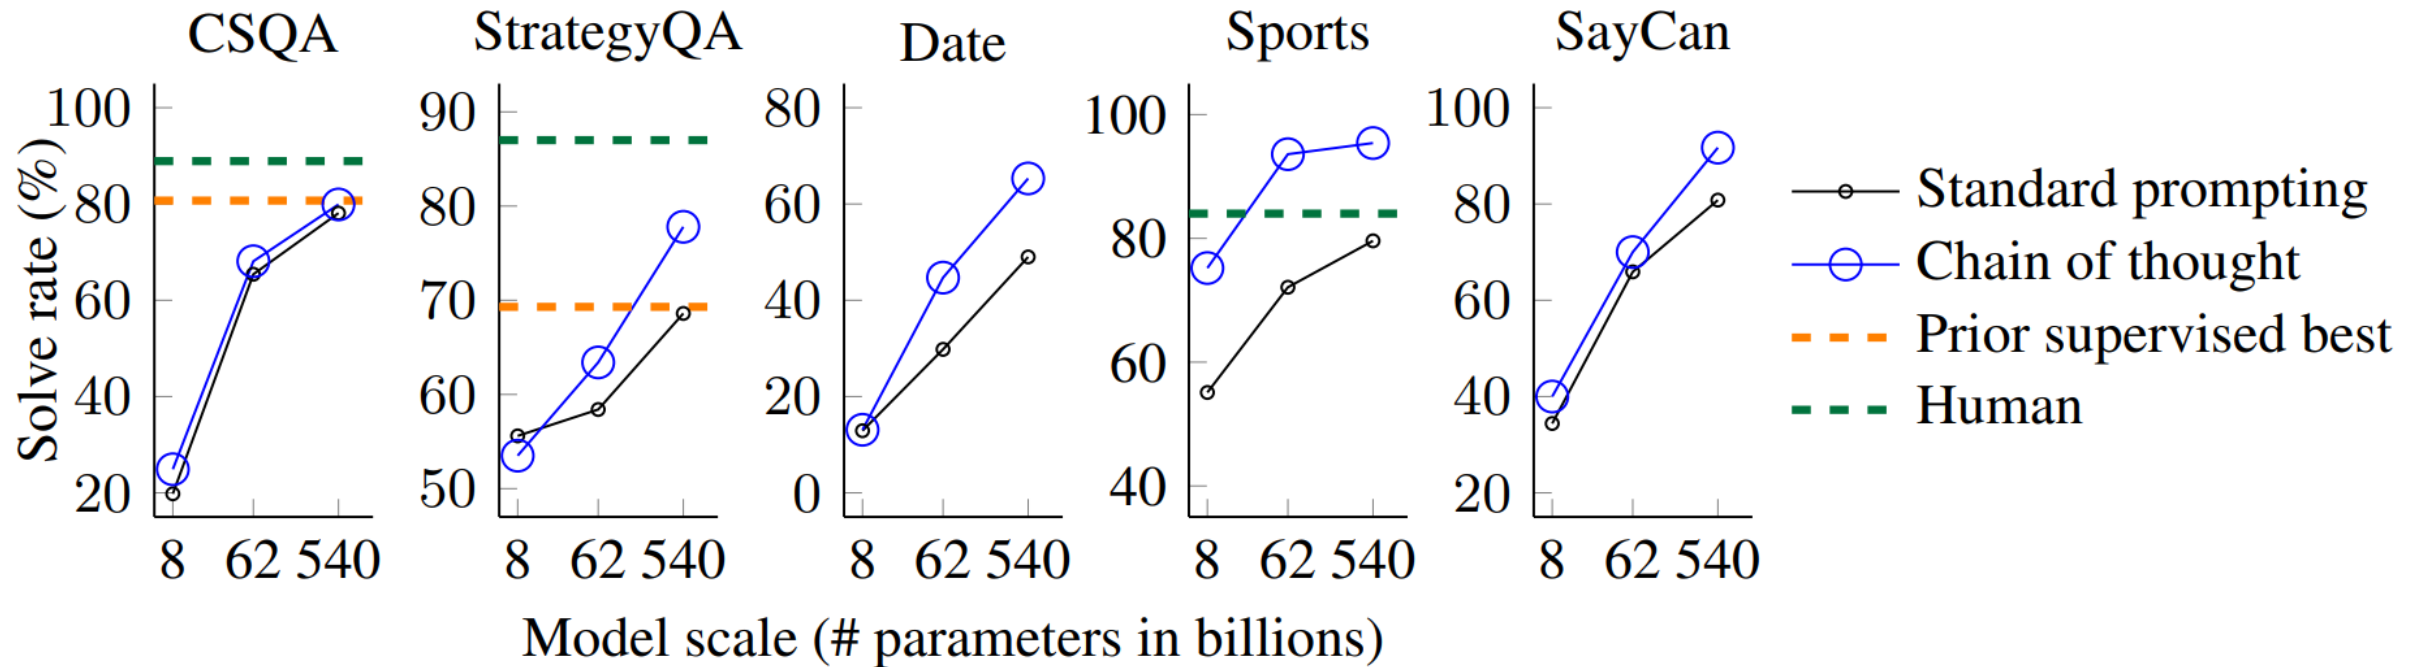 CSQA
StrategyQA
Date
Sports
SayCan
Solve rate (%)
100
80
60
40
20
8 62 540
90
80
70
60
50
8 62 540
80
60
40
20
0
8 62 540
100
80
60
40
8 62 540
100
80
60
40
20
8 62 540
Model scale (# parameters in billions)
Standard prompting
Chain of thought
Prior supervised best
Human